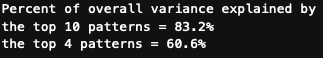 Percent of overall variance explained by
the top 10 patterns = 83.2%
the top 4 patterns = 60.6%